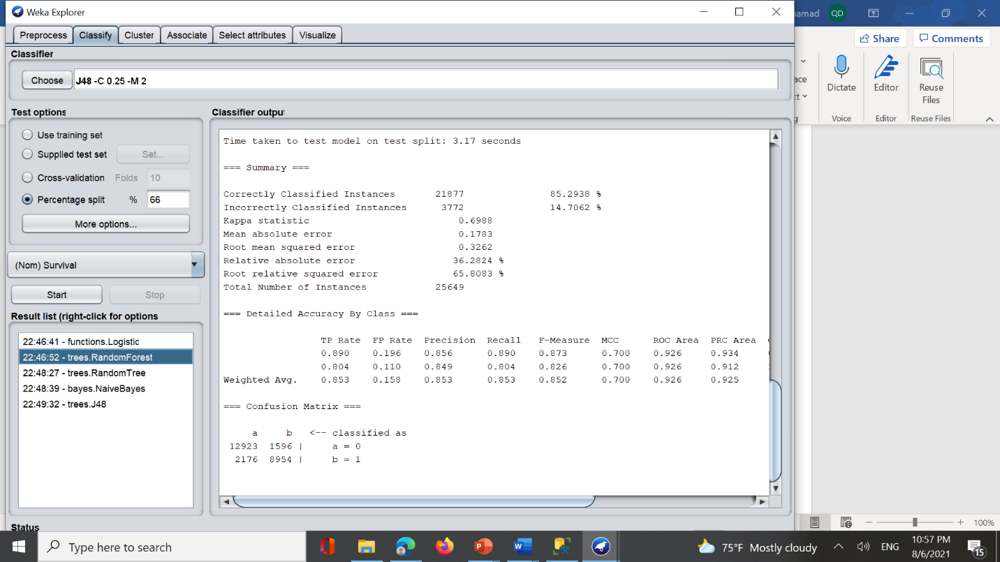 Weka Explorer
Preprocess Classify Cluster Associate Select attributes Visualize
Classifier
Choose J48 -C 0.25 -M 2
Test options
Use training set
Supplied test set Set...
Cross-validation Folds 10
Percentage split % 66
More options...
(Nom) Survival
Start Stop
Result list (right-click for options
22:46:41 - functions.Logistic
22:46:52 - trees.RandomForest
22:48:27 - trees.RandomTree
22:48:39 - bayes.NaiveBayes
22:49:32 - trees.J48
Status
Classifier output
Time taken to test model on test split: 3.17 seconds
=== Summary ===
Correctly Classified Instances 21877 85.2938 %
Incorrectly Classified Instances 3772 14.7062 %
Kappa statistic 0.6988
Mean absolute error 0.1783
Root mean squared error 0.3262
Relative absolute error 36.2824 %
Root relative squared error 65.8083 %
Total Number of Instances 25649
=== Detailed Accuracy By Class ===
TP Rate FP Rate Precision Recall F-Measure MCC ROC Area PRC Area
0.890 0.196 0.856 0.890 0.873 0.700 0.926 0.934
0.804 0.110 0.849 0.804 0.826 0.700 0.926 0.912
Weighted Avg. 0.853 0.158 0.853 0.853 0.852 0.700 0.926 0.925
=== Confusion Matrix ===
a b <-- classified as
12923 1596 | a = 0
2176 8954 | b = 1
amad QD
Share Comments
ace
ct
Dictate Editor Reuse
Files
g Voice Editor Reuse Files
100%
Type here to search
75°F Mostly cloudy ENG 10:57 PM
8/6/2021
15